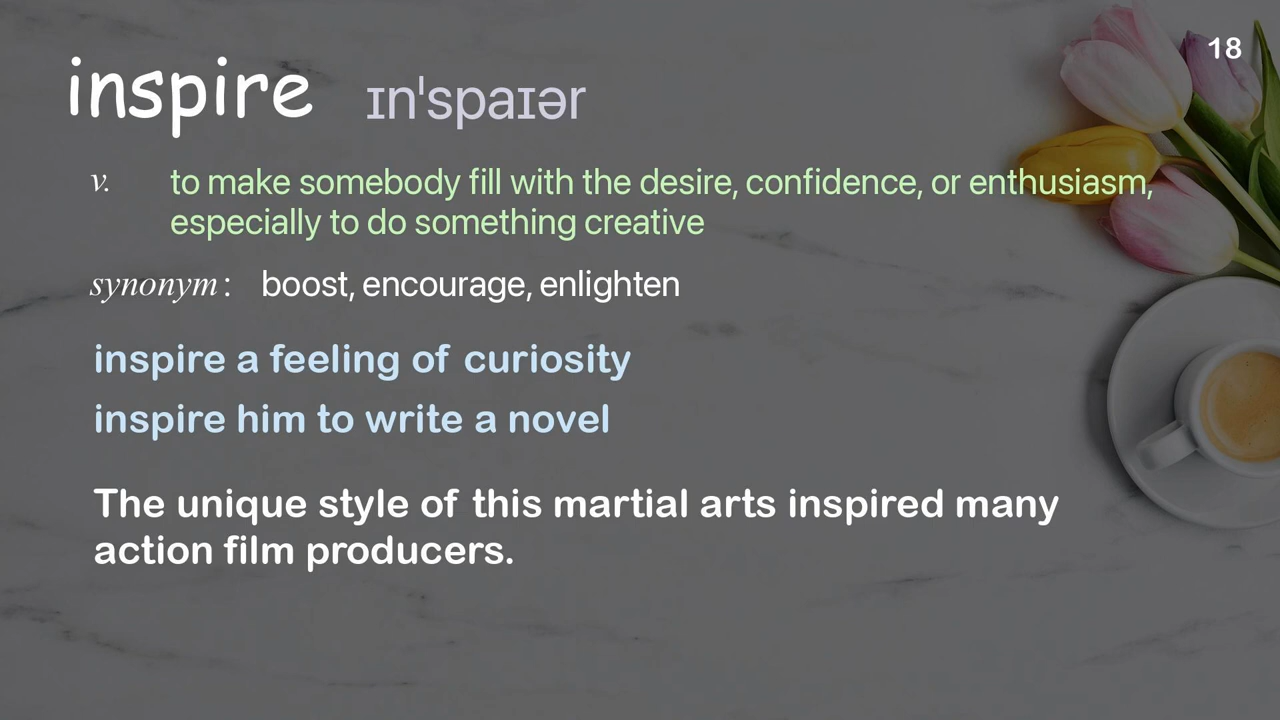 18
inspire ɪn'spaɪər
v. to make somebody fill with the desire, confidence, or enthusiasm,
especially to do something creative
synonym: boost, encourage, enlighten
inspire a feeling of curiosity
inspire him to write a novel
The unique style of this martial arts inspired many
action film producers.